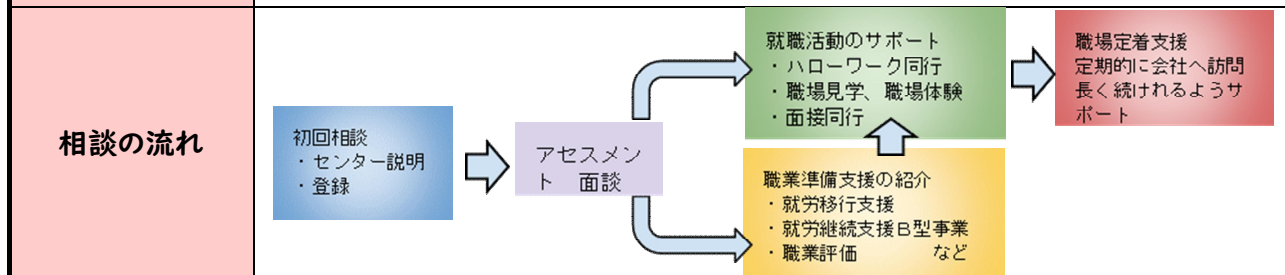 相談の流れ
初回相談
・センター説明
・登録
アセスメン
ト　面談
就職活動のサポート
・ハローワーク同行
・職場見学、職場体験
・面接同行
職業準備支援の紹介
・就労移行支援
・就労継続支援Ｂ型事業
・職業評価　　　など
職場定着支援
定期的に会社へ訪問
長く続けれるようサ
ポート